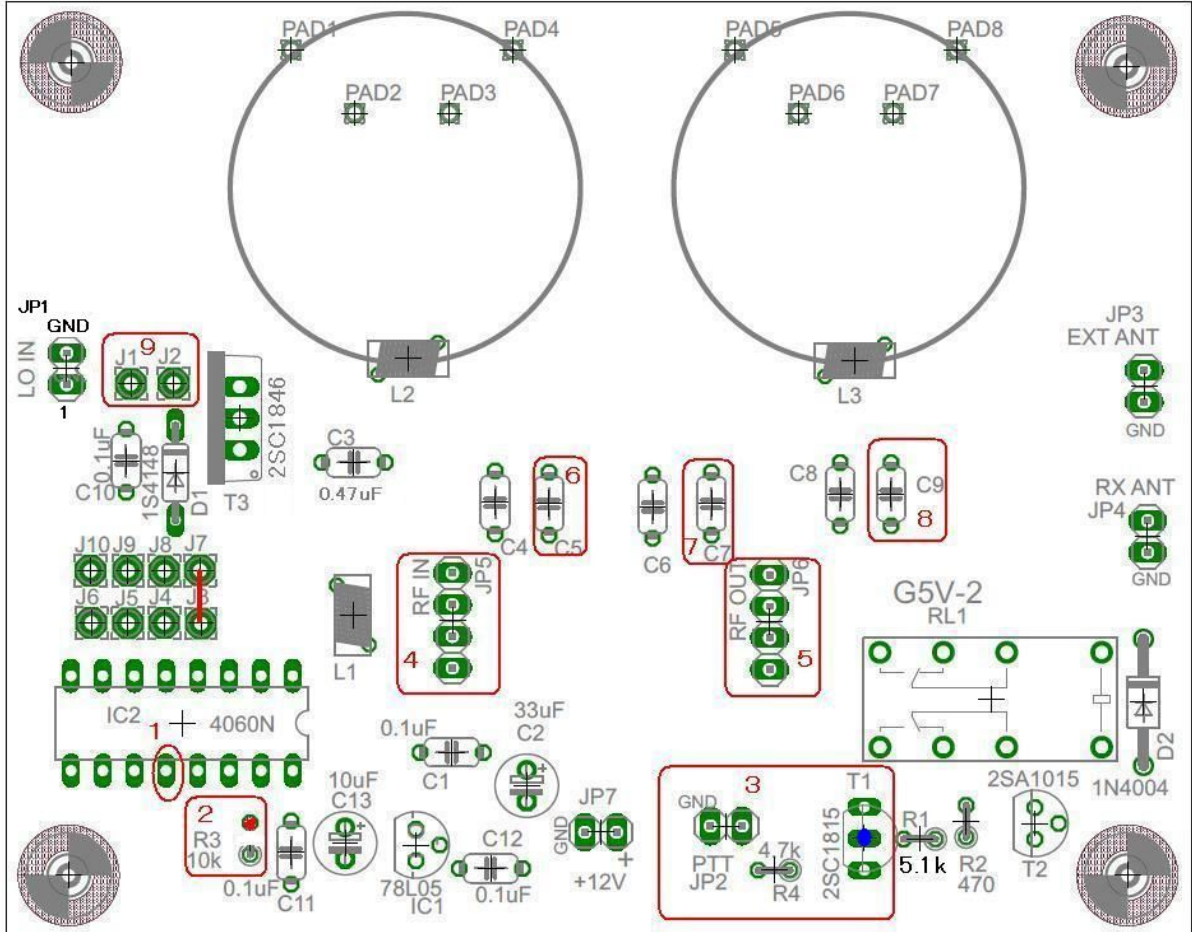 PAD1
PAD4
PAD5
PAD8
PAD2
PAD3
PAD6
PAD7
JP1
GND
LO IN
1
9
J1 J2
2SC1846
T3
L2
L3
JP3
EXT ANT
GND
0.1uF
C10
1S4148
D1
C3
0.47uF
C4
6
C5
C6
7
C7
C8
C9
8
RX ANT
JP4
GND
J10 J9 J8 J7
J6 J5 J4 J3
L1
RF IN
JP5
4
RF OUT
JP6
5
G5V-2
RL1
IC2
1
4060N
0.1uF
C1
33uF
C2
D2
1N4004
2
R3
10k
0.1uF
C11
10uF
C13
78L05
IC1
C12
0.1uF
JP7
GND
+
+12V
3
GND
PTT
JP2
4.7k
R4
T1
2SC1815
R1
5.1k
R2
470
2SA1015
T2